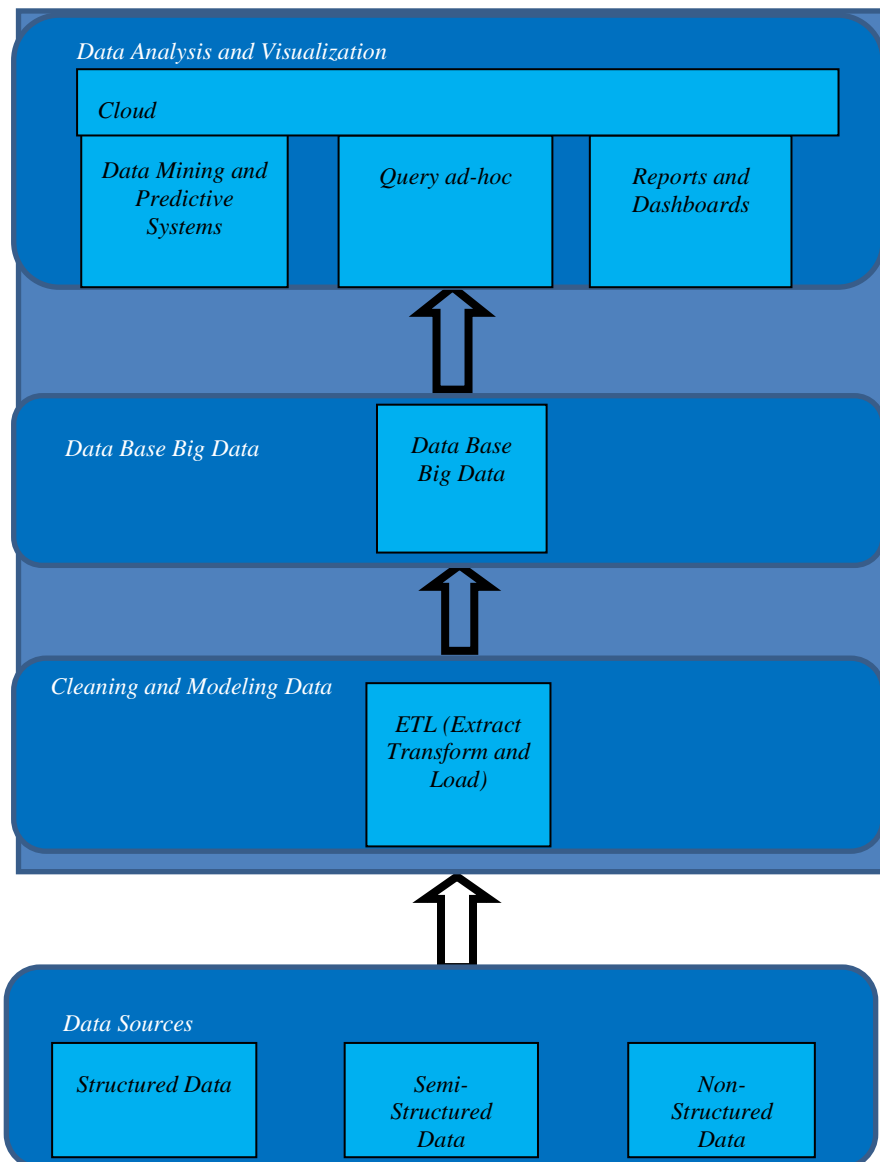 Data Analysis and Visualization
Cloud
Data Mining and
Predictive
Systems
Query ad-hoc
Reports and
Dashboards
Data Base Big Data
Data Base
Big Data
Cleaning and Modeling Data
ETL (Extract
Transform and
Load)
Data Sources
Structured Data
Semi-
Structured
Data
Non-
Structured
Data